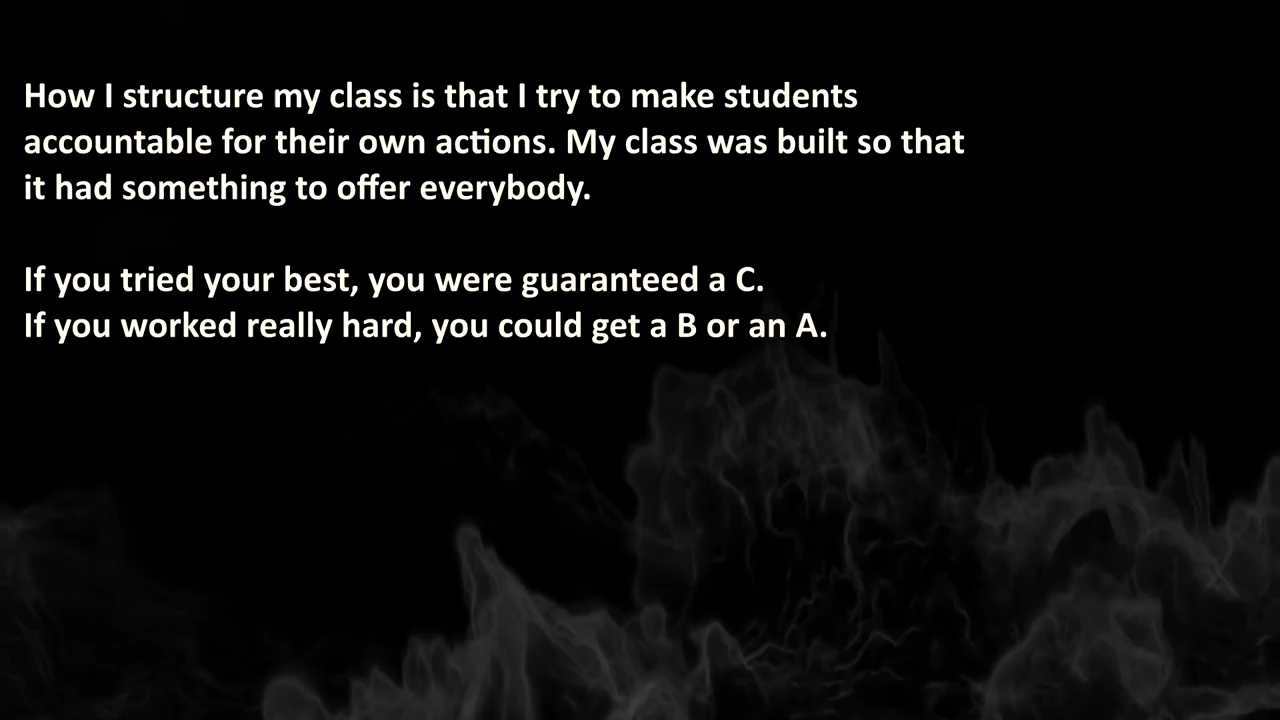 How I structure my class is that I try to make students
accountable for their own actions. My class was built so that
it had something to offer everybody.
If you tried your best, you were guaranteed a C.
If you worked really hard, you could get a B or an A.